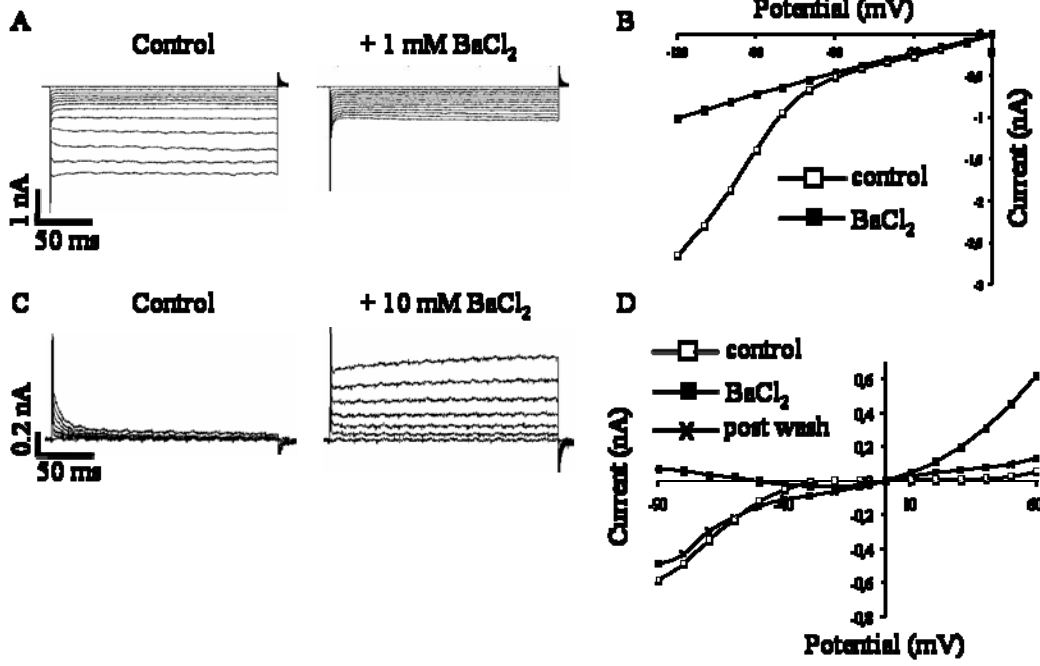 A
Control
+ 1 mM BaCl₂
1 nA
50 ms
B
Potential (mV)
Current (nA)
control
BaCl₂
C
Control
+ 10 mM BaCl₂
0.2 nA
50 ms
D
control
BaCl₂
post wash
0,6
0,4
0,2
-0,2
-0,4
-0,6
-0,8
60
Current (nA)
Potential (mV)